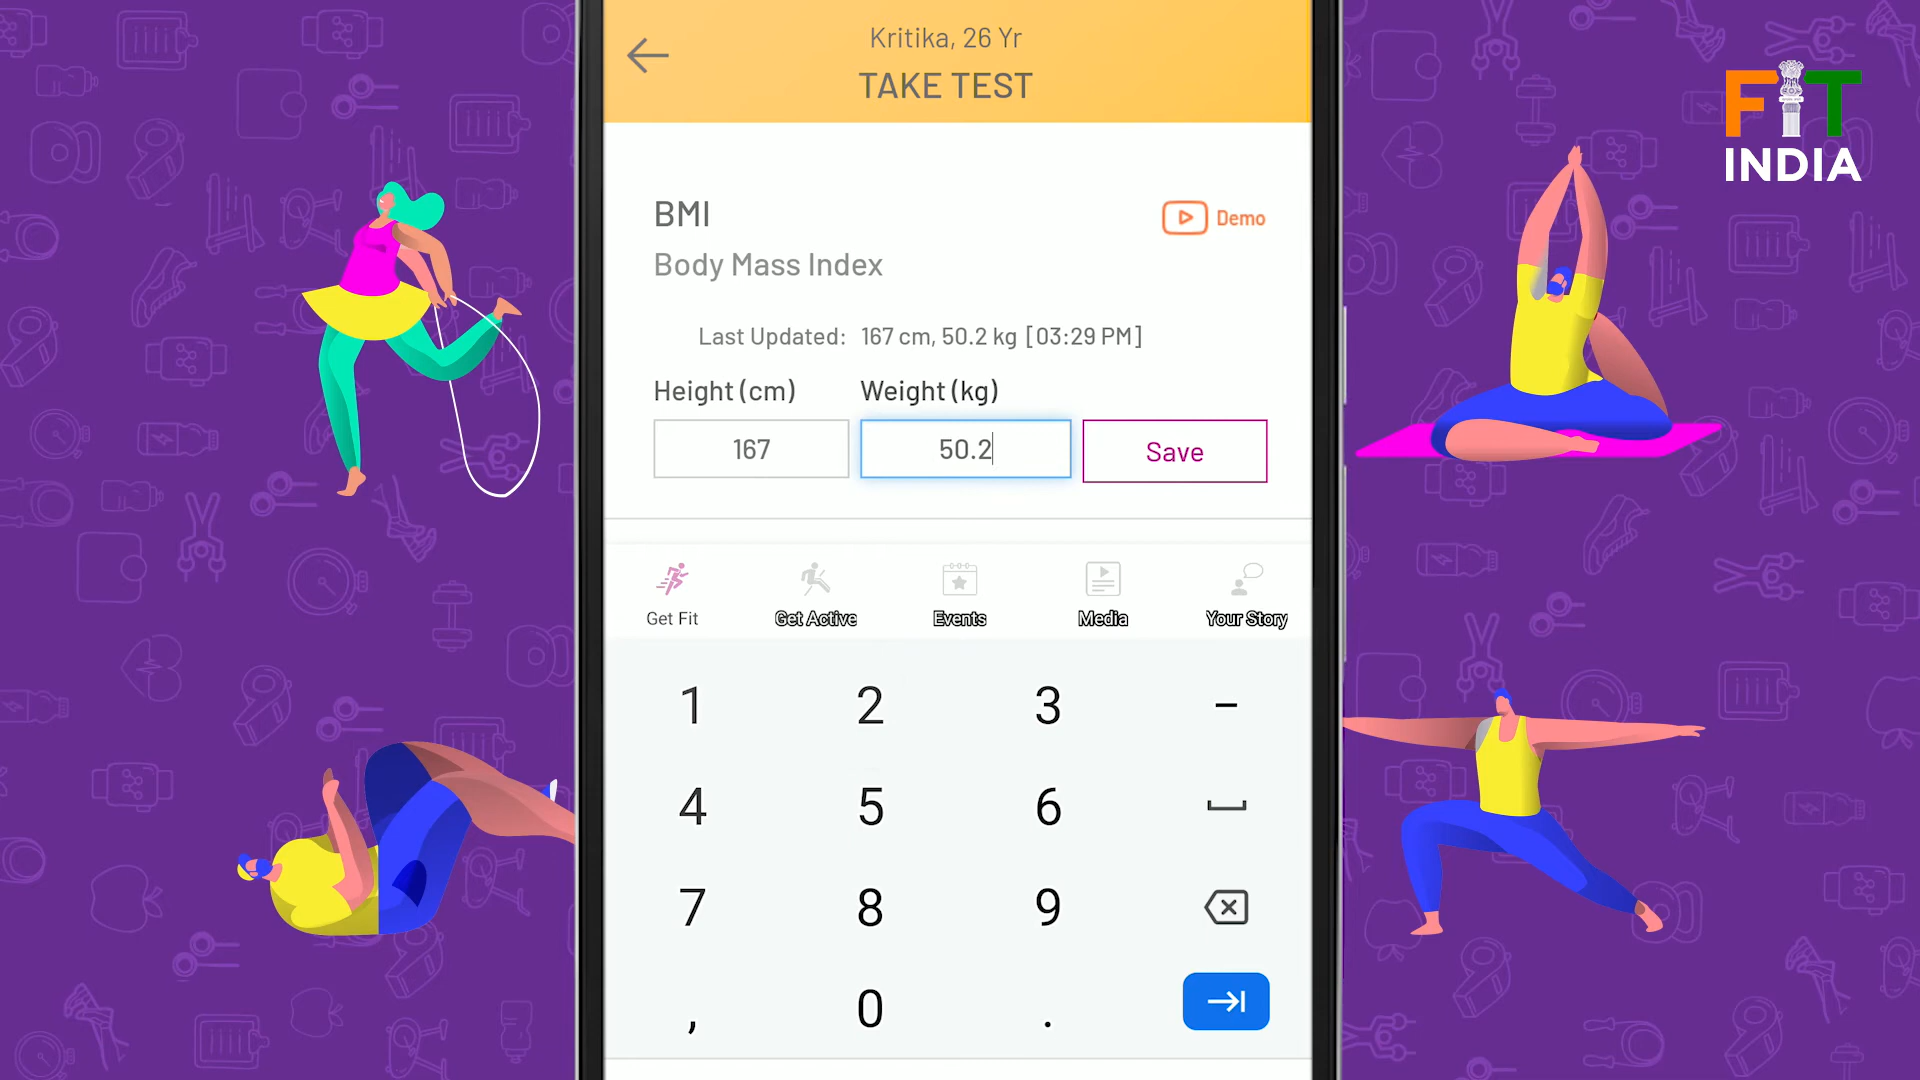 Kritika, 26 Yr
TAKE TEST
FIT
INDIA
BMI
Demo
Body Mass Index
Last Updated: 167 cm, 50.2 kg [03:29 PM]
Height (cm) Weight (kg)
167 50.2 Save
Get Fit Get Active Events Media Your Story
1 2 3 -
4 5 6
7 8 9
, 0 .